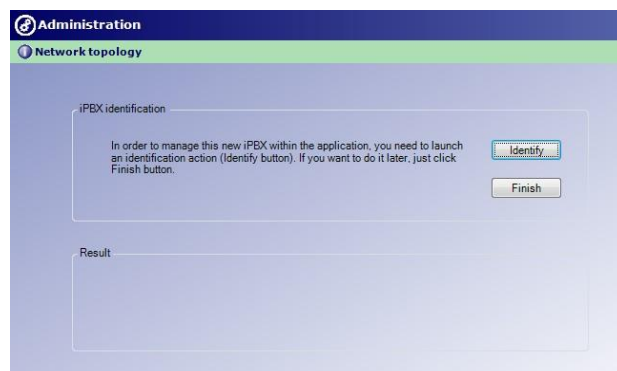 Administration
Network topology
iPBX identification
In order to manage this new iPBX within the application, you need to launch
an identification action (Identify button). If you want to do it later, just click
Finish button.
Identify
Finish
Result